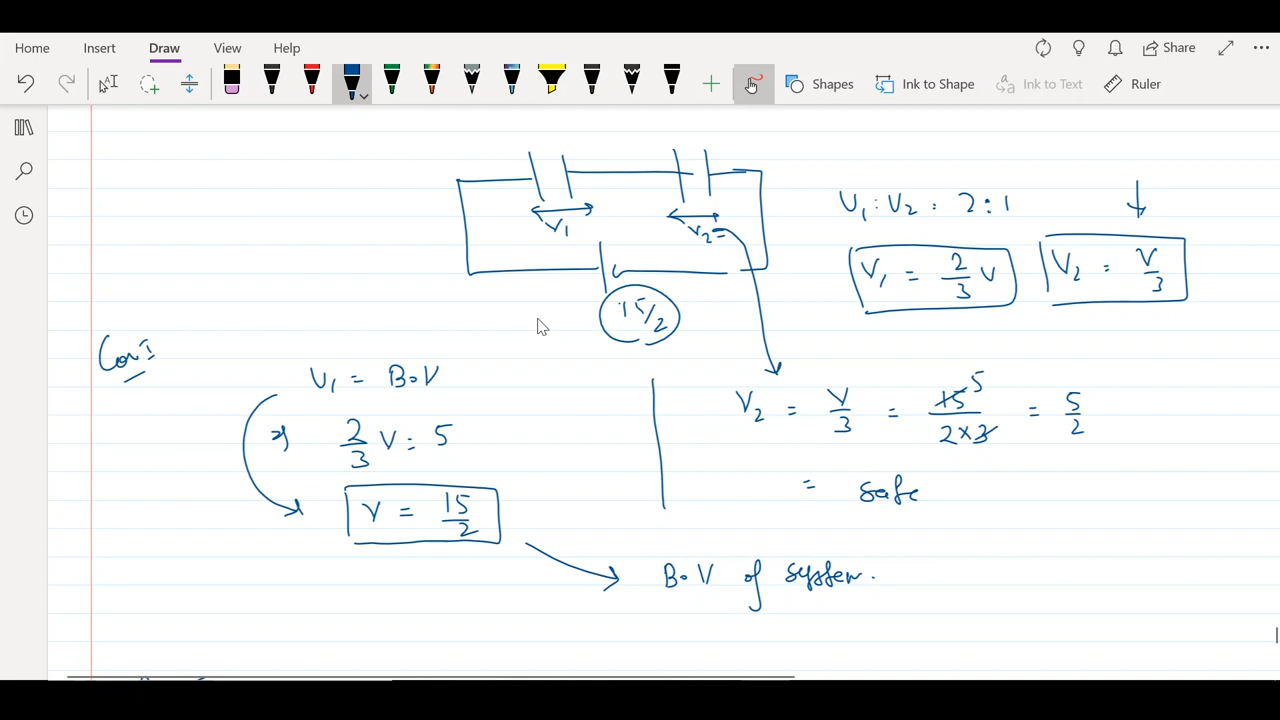 Home Insert Draw View Help Share
Ink to Shape Ink to Text Shapes Ruler
V₁ V₂
15/2
V₁ : V₂ = 2 : 1
V₁ = 2/3 V
V₂ = V/3
Case I
V₁ = B.V
⇒ 2/3 V = 5
V = 15/2
V₂ = V/3 = 15/2×3 = 5/2
5
= safe
B.V of system.